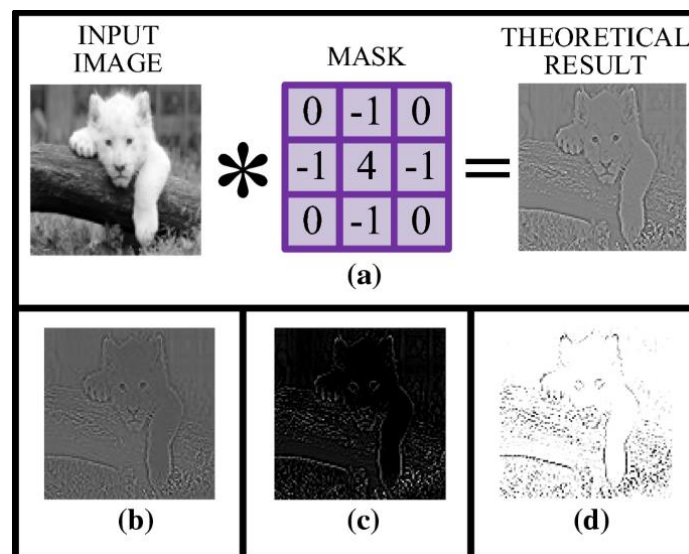 INPUT
IMAGE
MASK
THEORETICAL
RESULT
*
0 -1 0
-1 4 -1
0 -1 0
=
(a)
(b) (c) (d)